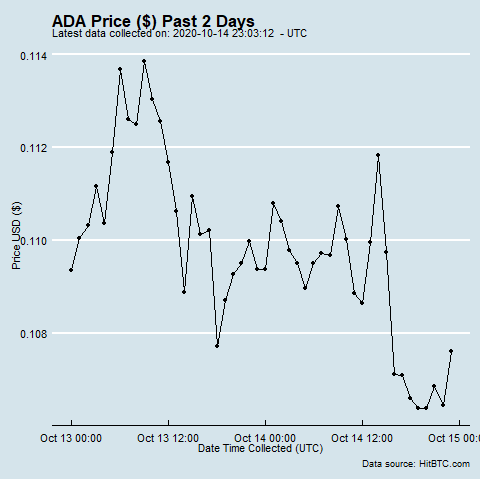 ADA Price ($) Past 2 Days
Latest data collected on: 2020-10-14 23:03:12 - UTC
0.114
0.112
0.110
0.108
Price USD ($)
Oct 13 00:00
Oct 13 12:00
Oct 14 00:00
Oct 14 12:00
Oct 15 00:0
Date Time Collected (UTC)
Data source: HitBTC.com